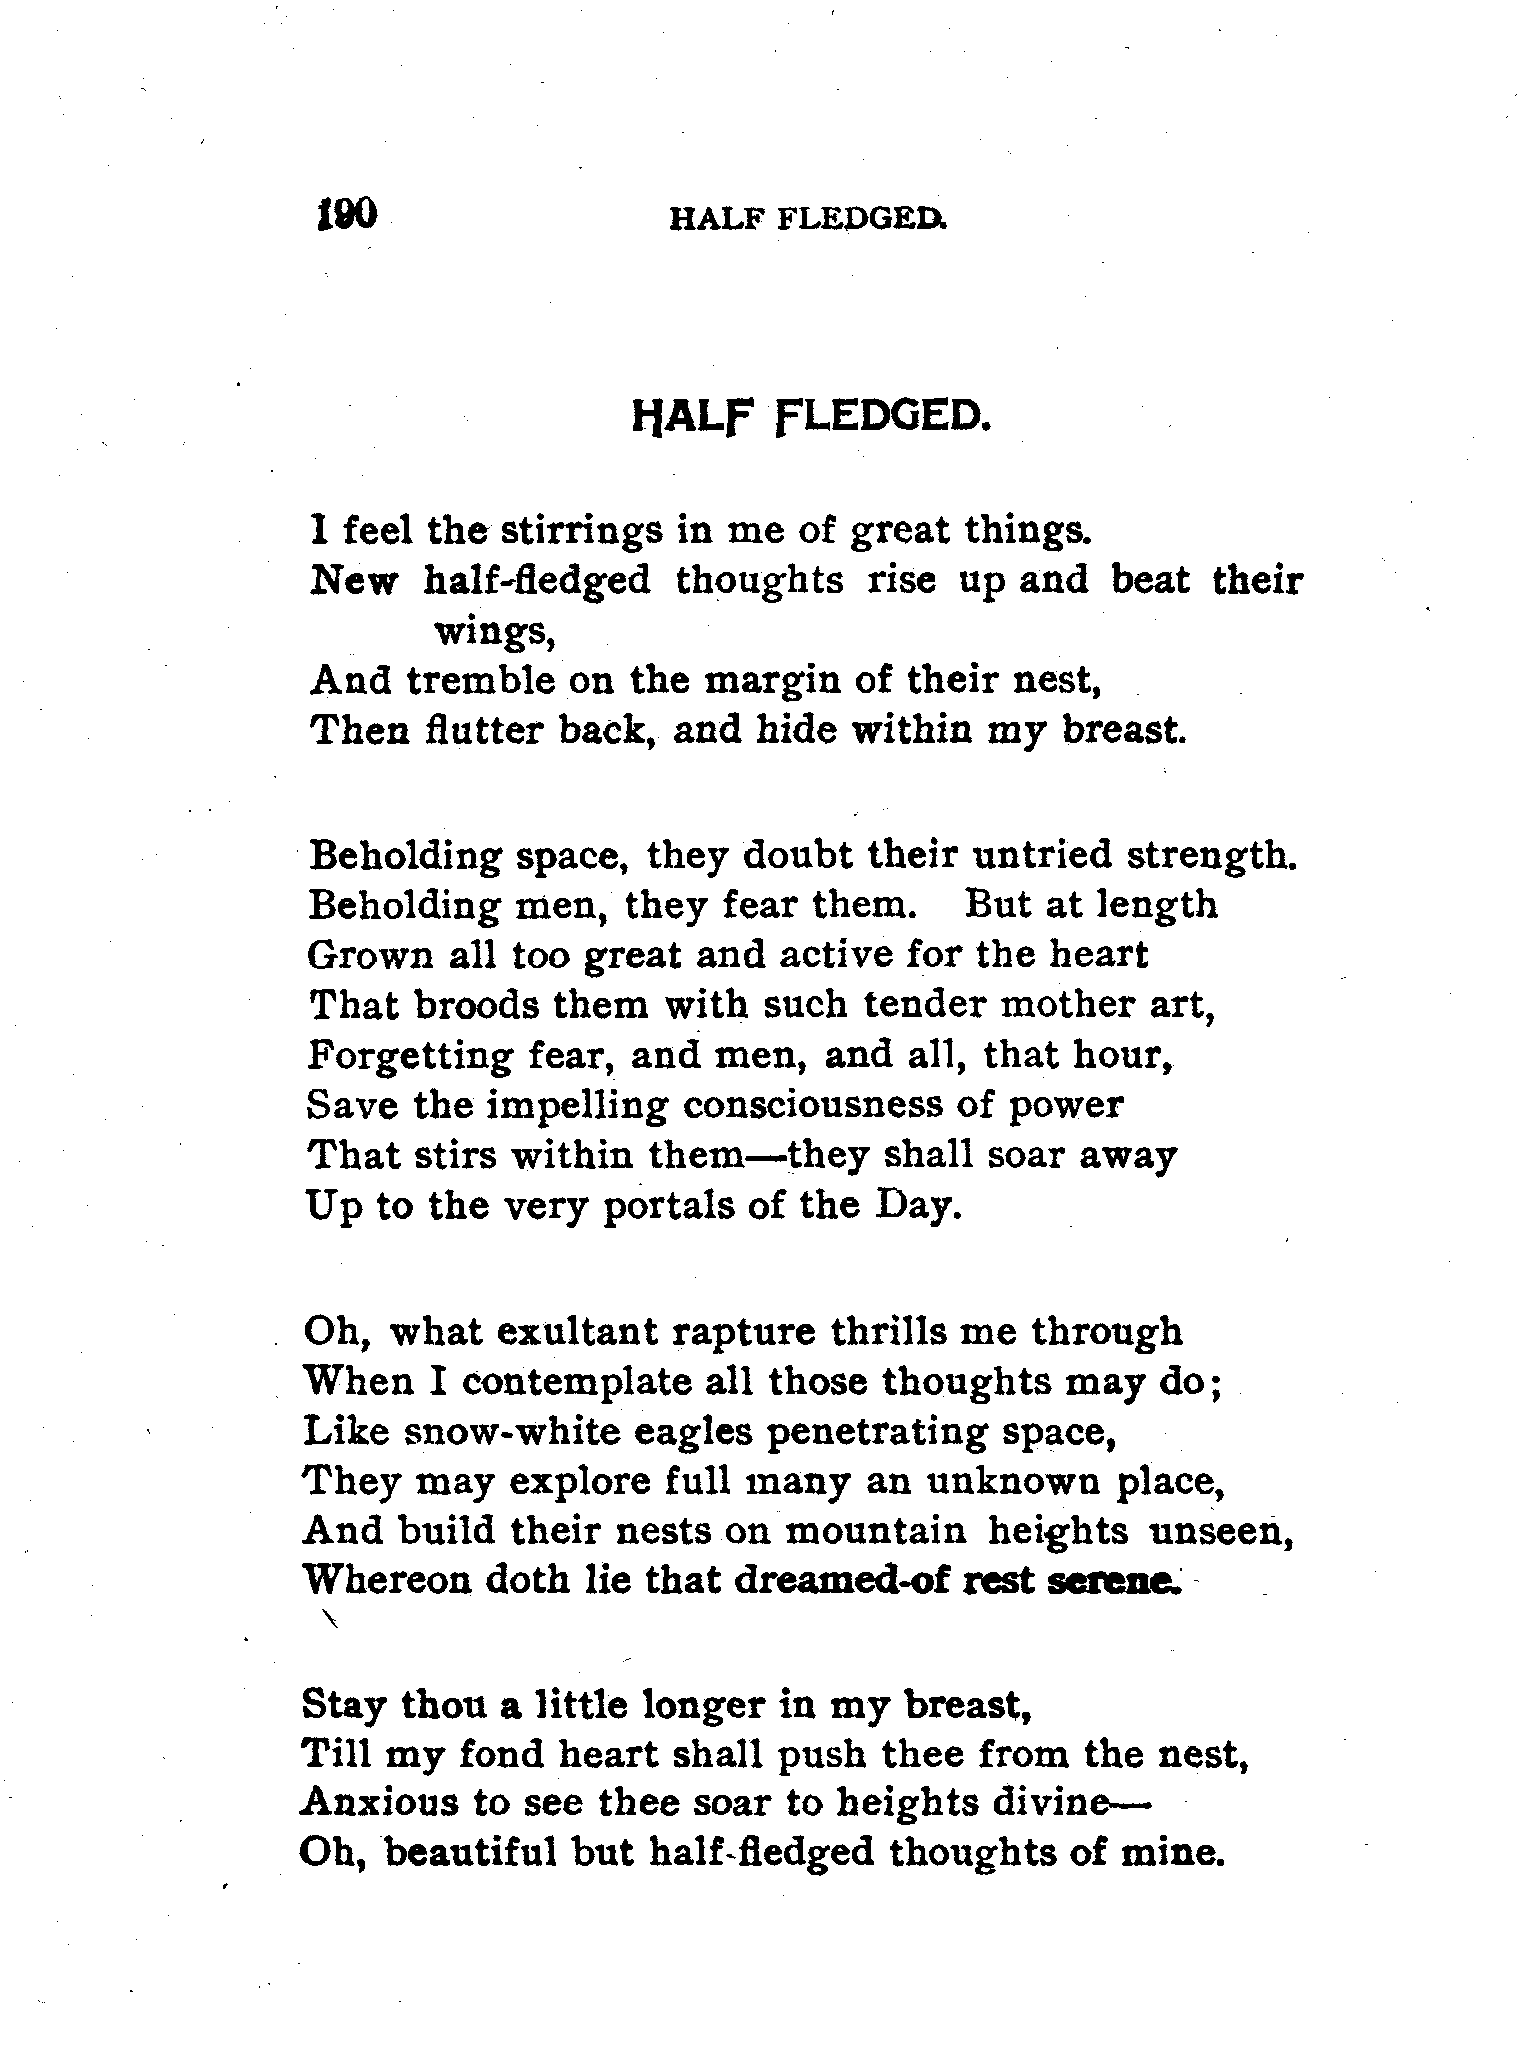 190 HALF FLEDGED.
HALF FLEDGED.
I feel the stirrings in me of great things.
New half-fledged thoughts rise up and beat their
wings,
And tremble on the margin of their nest,
Then flutter back, and hide within my breast.
Beholding space, they doubt their untried strength.
Beholding men, they fear them. But at length
Grown all too great and active for the heart
That broods them with such tender mother art,
Forgetting fear, and men, and all, that hour,
Save the impelling consciousness of power
That stirs within them—they shall soar away
Up to the very portals of the Day.
Oh, what exultant rapture thrills me through
When I contemplate all those thoughts may do;
Like snow-white eagles penetrating space,
They may explore full many an unknown place,
And build their nests on mountain heights unseen,
Whereon doth lie that dreamed-of rest serene.
Stay thou a little longer in my breast,
Till my fond heart shall push thee from the nest,
Anxious to see thee soar to heights divine—
Oh, beautiful but half-fledged thoughts of mine.